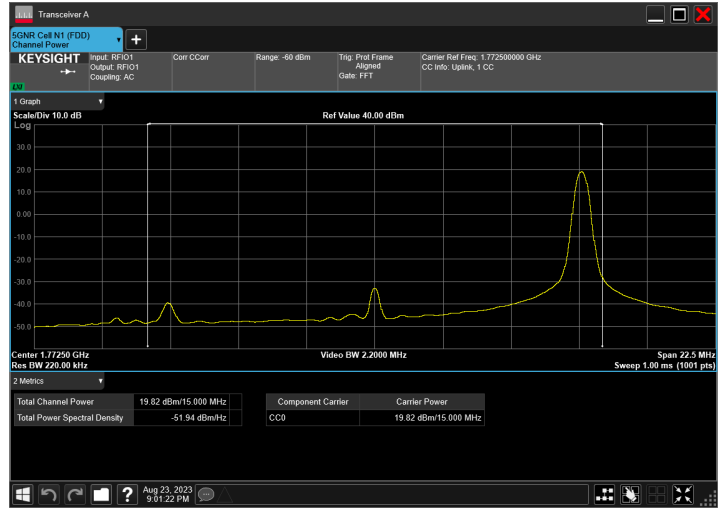 Transceiver A
5GNR Cell N1 (FDD)
Channel Power
KEYSIGHT
LXI
Input: RFIO1
Output: RFIO1
Coupling: AC
Corr CCorr
Range: -60 dBm
Trig: Prot Frame
Aligned
Gate: FFT
Carrier Ref Freq: 1.772500000 GHz
CC Info: Uplink, 1 CC
1 Graph
Scale/Div 10.0 dB
Ref Value 40.00 dBm
Log
30.0
20.0
10.0
0.00
-10.0
-20.0
-30.0
-40.0
-50.0
Center 1.77250 GHz
Video BW 2.2000 MHz
Span 22.5 MHz
Res BW 220.00 kHz
Sweep 1.00 ms (1001 pts)
2 Metrics
Total Channel Power 19.82 dBm/15.000 MHz
Total Power Spectral Density -51.94 dBm/Hz
Component Carrier Carrier Power
CC0 19.82 dBm/15.000 MHz
Aug 23, 2023
9:01:22 PM